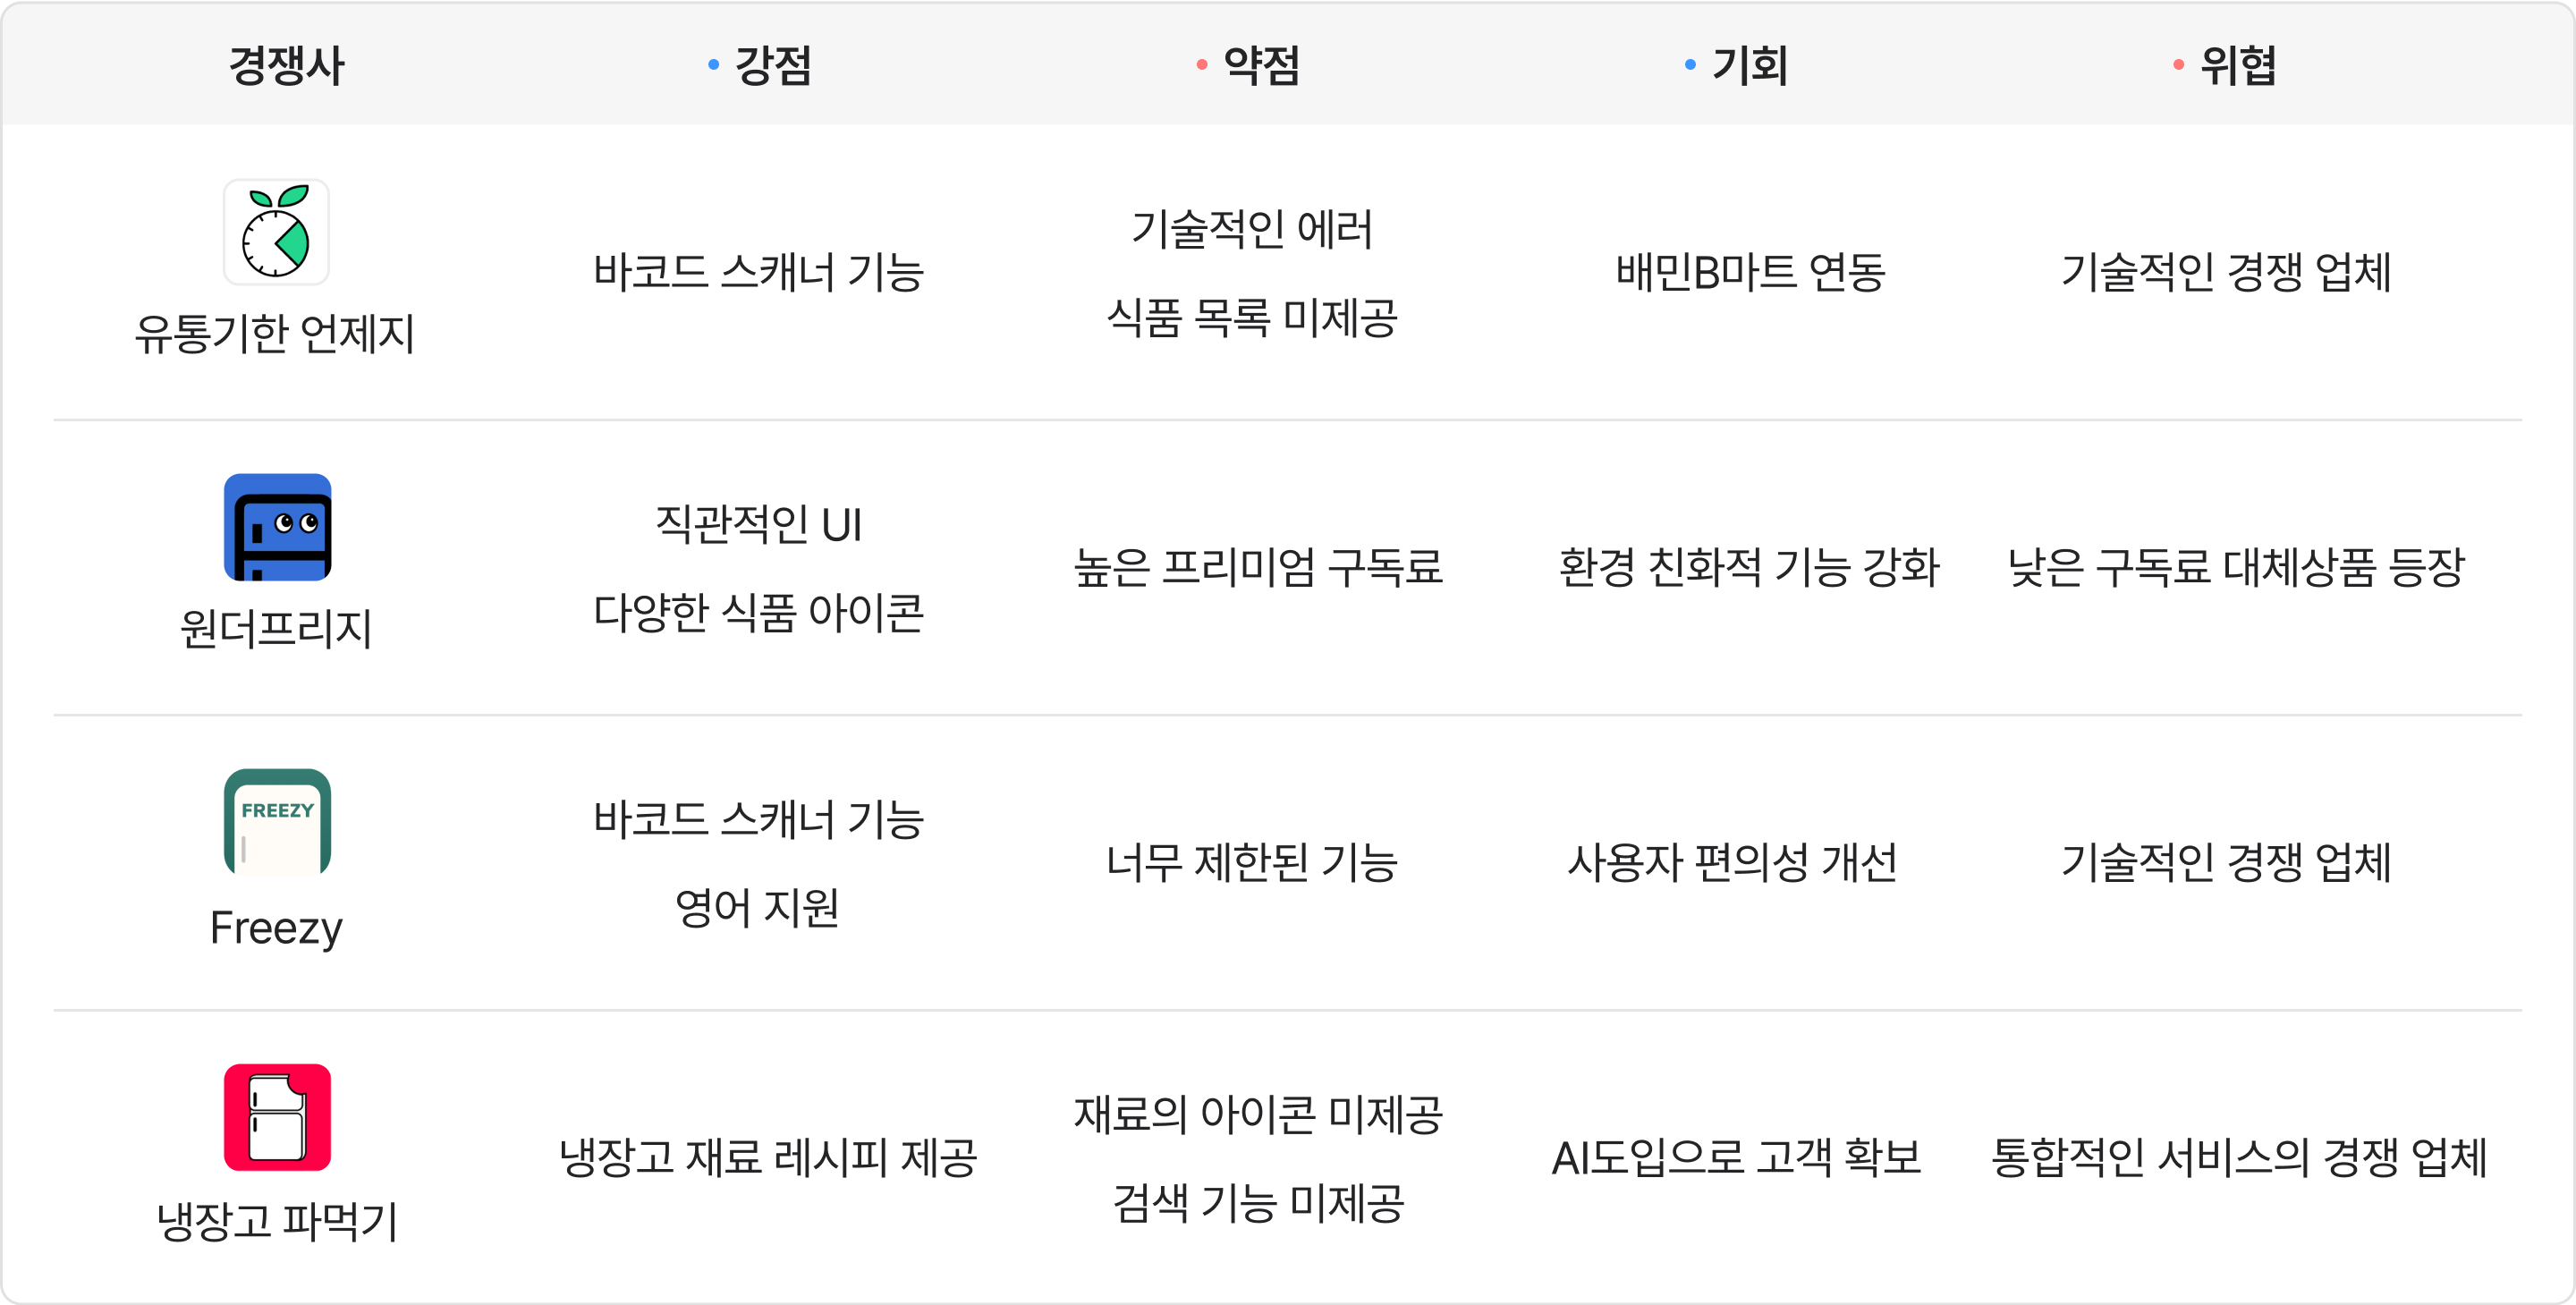 경쟁사
강점
약점
기회
위협
유통기한 언제지
바코드 스캐너 기능
기술적인 에러
식품 목록 미제공
배민B마트 연동
기술적인 경쟁 업체
원더프리지
직관적인 UI
다양한 식품 아이콘
높은 프리미엄 구독료
환경 친화적 기능 강화
낮은 구독료 대체상품 등장
FREEZY
Freezy
바코드 스캐너 기능
영어 지원
너무 제한된 기능
사용자 편의성 개선
기술적인 경쟁 업체
냉장고 파먹기
냉장고 재료 레시피 제공
재료의 아이콘 미제공
검색 기능 미제공
AI도입으로 고객 확보
통합적인 서비스의 경쟁 업체